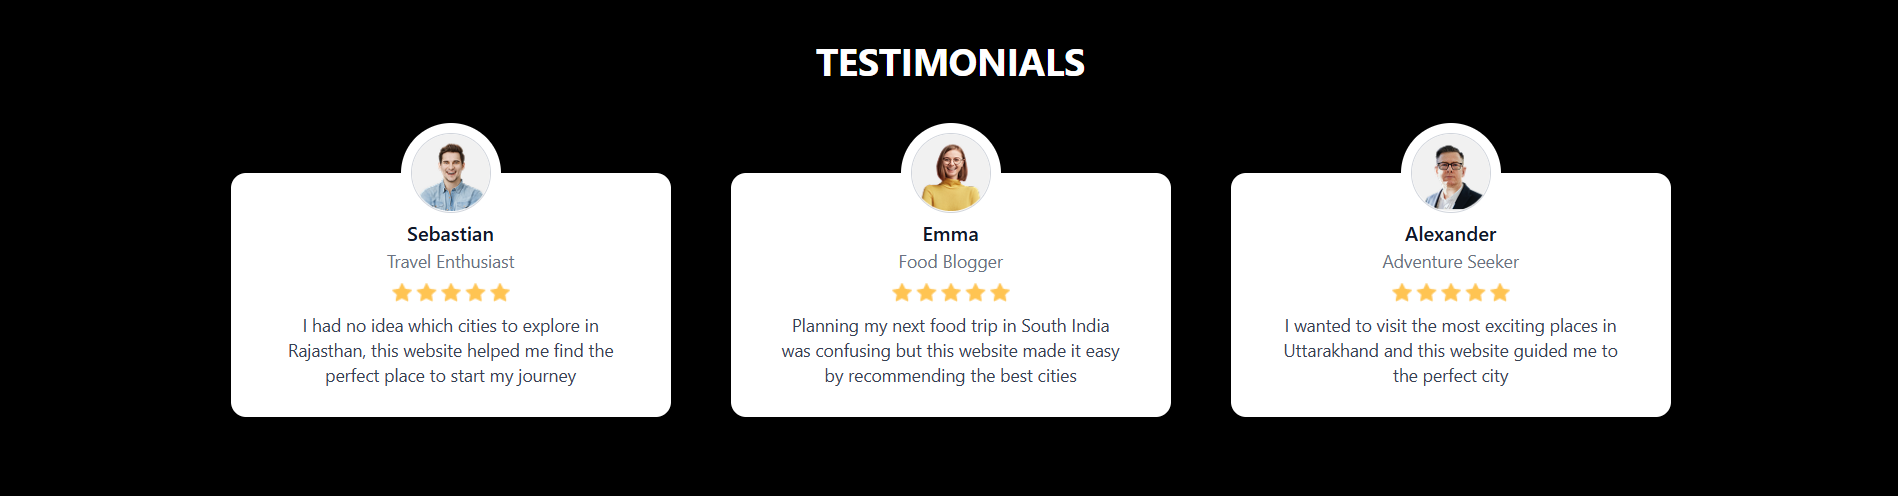 TESTIMONIALS
Sebastian
Travel Enthusiast
I had no idea which cities to explore in
Rajasthan, this website helped me find the
perfect place to start my journey
Emma
Food Blogger
Planning my next food trip in South India
was confusing but this website made it easy
by recommending the best cities
Alexander
Adventure Seeker
I wanted to visit the most exciting places in
Uttarakhand and this website guided me to
the perfect city